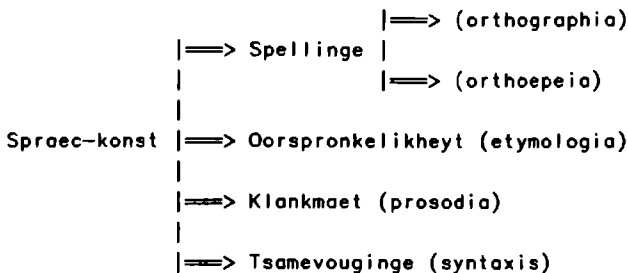 |==> (orthographia)
|==> Spellinge |
|==> (orthoepeia)
Spraec-konst |==> Oorspronkelikheyt (etymologia)
|==> Klankmaet (prosodia)
|==> Tsamevouginge (syntaxis)